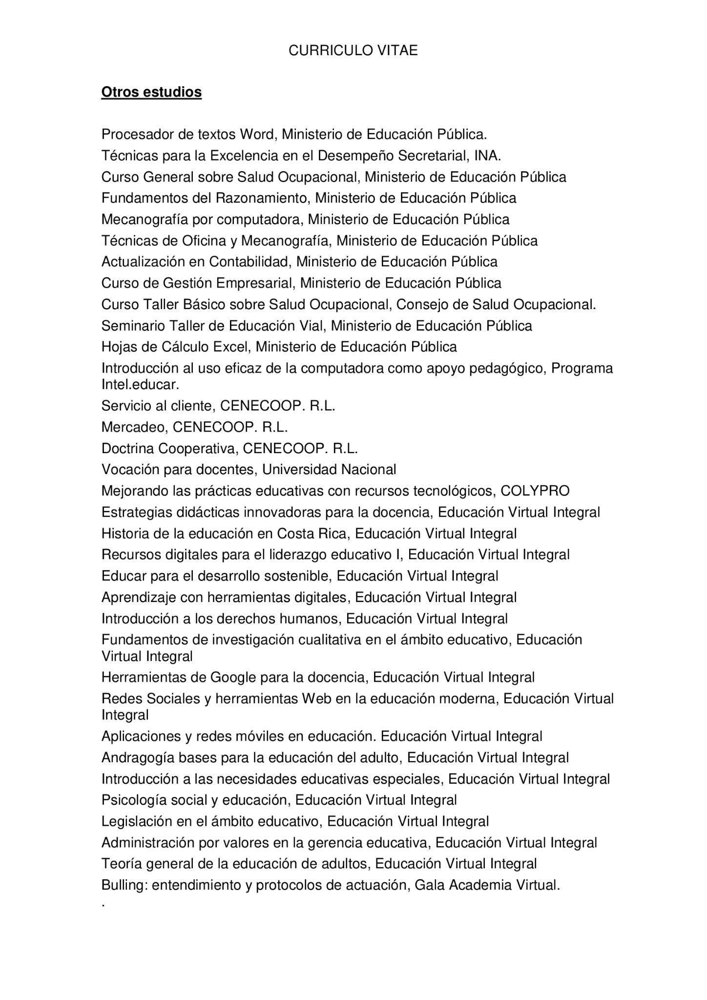 CURRICULO VITAE
Otros estudios
Procesador de textos Word, Ministerio de Educación Pública.
Técnicas para la Excelencia en el Desempeño Secretarial, INA.
Curso General sobre Salud Ocupacional, Ministerio de Educación Pública
Fundamentos del Razonamiento, Ministerio de Educación Pública
Mecanografía por computadora, Ministerio de Educación Pública
Técnicas de Oficina y Mecanografía, Ministerio de Educación Pública
Actualización en Contabilidad, Ministerio de Educación Pública
Curso de Gestión Empresarial, Ministerio de Educación Pública
Curso Taller Básico sobre Salud Ocupacional, Consejo de Salud Ocupacional.
Seminario Taller de Educación Vial, Ministerio de Educación Pública
Hojas de Cálculo Excel, Ministerio de Educación Pública
Introducción al uso eficaz de la computadora como apoyo pedagógico, Programa
Intel.educar.
Servicio al cliente, CENECOOP. R.L.
Mercadeo, CENECOOP. R.L.
Doctrina Cooperativa, CENECOOP. R.L.
Vocación para docentes, Universidad Nacional
Mejorando las prácticas educativas con recursos tecnológicos, COLYPRO
Estrategias didácticas innovadoras para la docencia, Educación Virtual Integral
Historia de la educación en Costa Rica, Educación Virtual Integral
Recursos digitales para el liderazgo educativo I, Educación Virtual Integral
Educar para el desarrollo sostenible, Educación Virtual Integral
Aprendizaje con herramientas digitales, Educación Virtual Integral
Introducción a los derechos humanos, Educación Virtual Integral
Fundamentos de investigación cualitativa en el ámbito educativo, Educación
Virtual Integral
Herramientas de Google para la docencia, Educación Virtual Integral
Redes Sociales y herramientas Web en la educación moderna, Educación Virtual
Integral
Aplicaciones y redes móviles en educación. Educación Virtual Integral
Andragogía bases para la educación del adulto, Educación Virtual Integral
Introducción a las necesidades educativas especiales, Educación Virtual Integral
Psicología social y educación, Educación Virtual Integral
Legislación en el ámbito educativo, Educación Virtual Integral
Administración por valores en la gerencia educativa, Educación Virtual Integral
Teoría general de la educación de adultos, Educación Virtual Integral
Bulling: entendimiento y protocolos de actuación, Gala Academia Virtual.
.